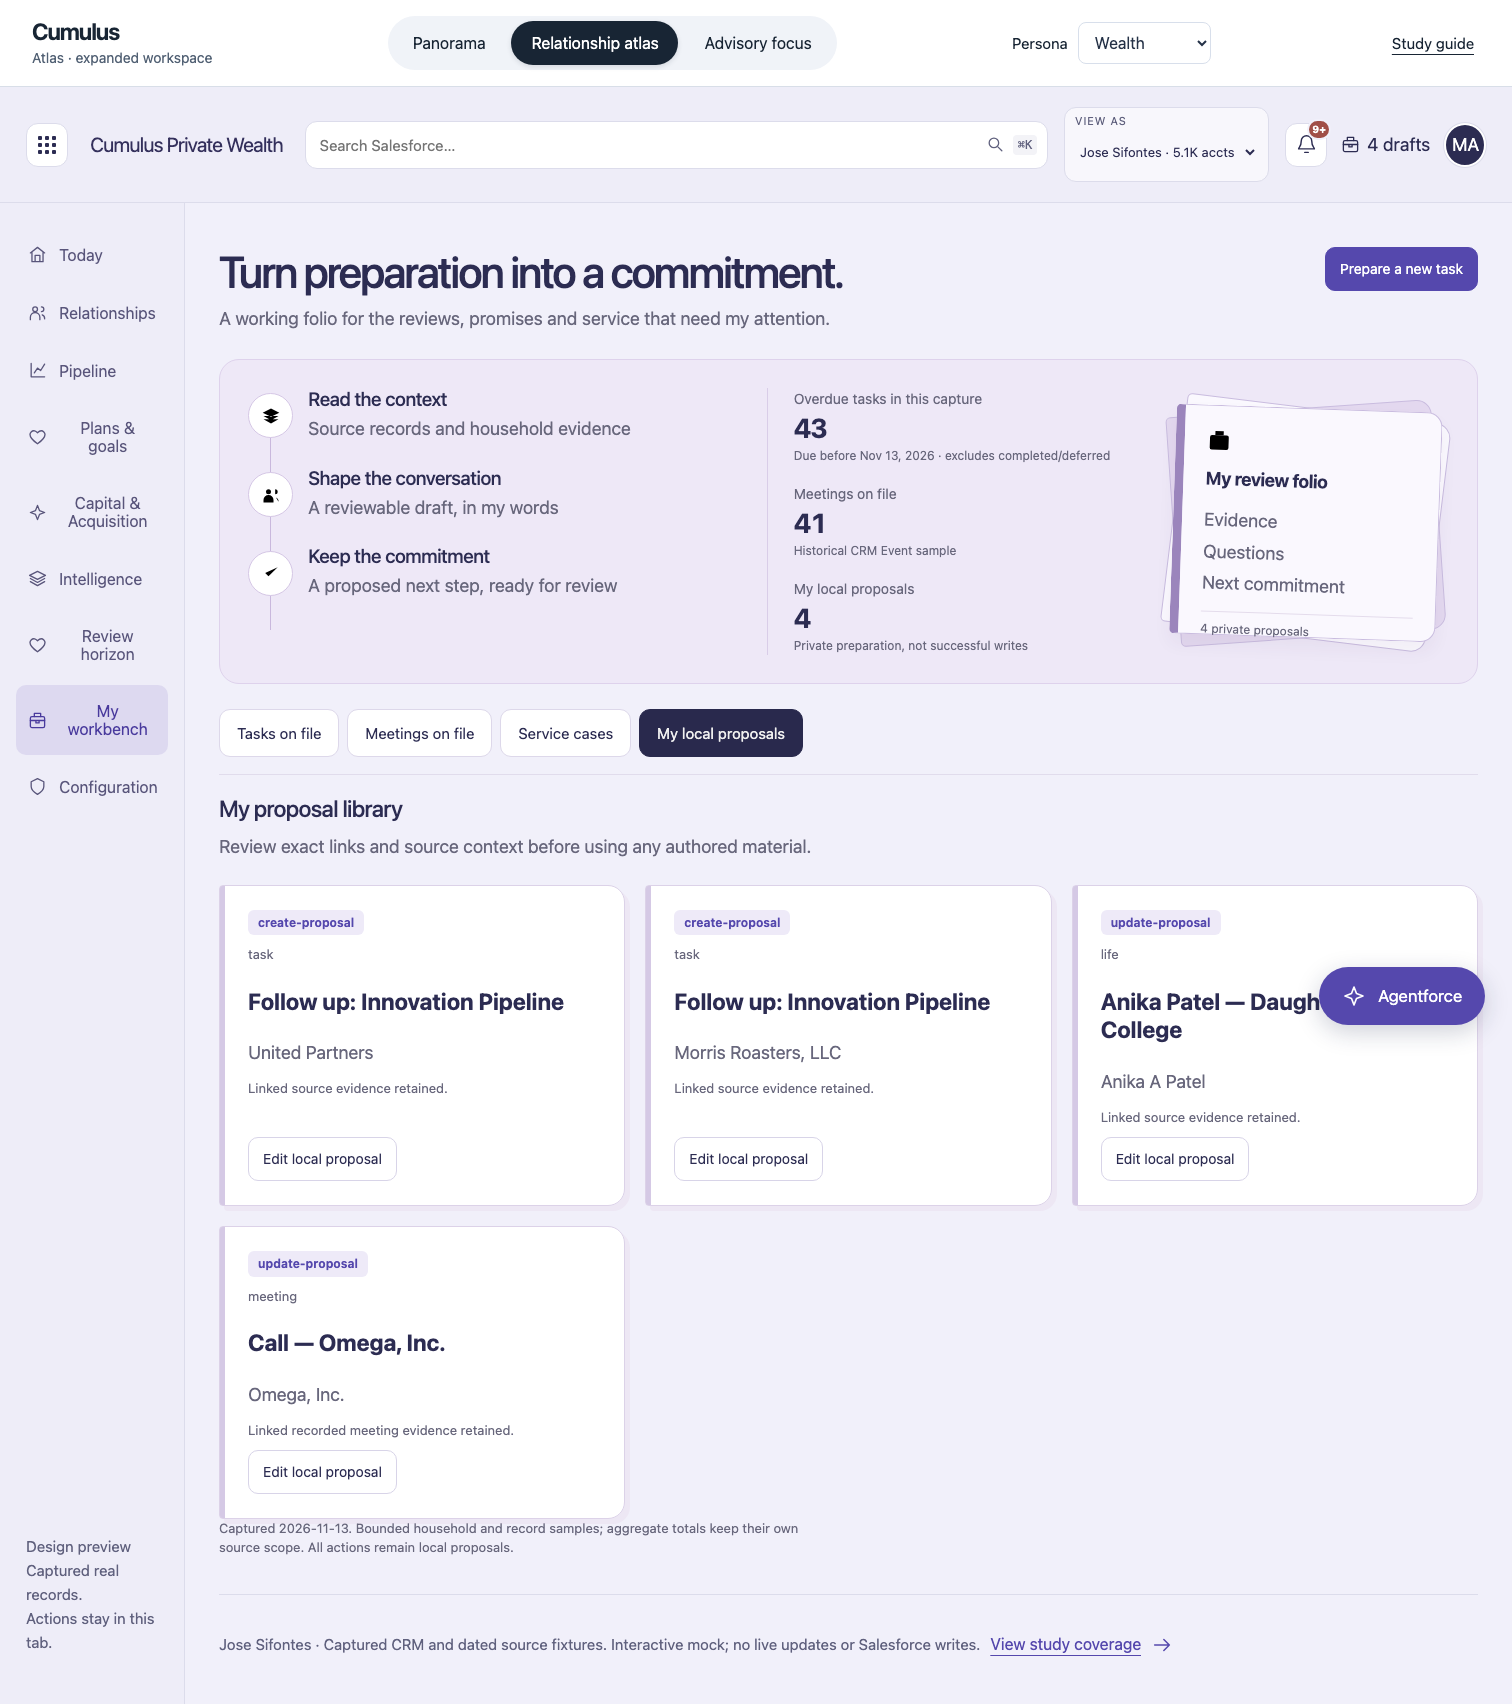 Cumulus
Atlas · expanded workspace
Panorama
Relationship atlas
Advisory focus
Persona
Wealth
Study guide
Cumulus Private Wealth
Search Salesforce...
⌘K
VIEW AS
Jose Sifontes · 5.1K accts
9+
4 drafts
MA
Today
Relationships
Pipeline
Plans &
goals
Capital &
Acquisition
Intelligence
Review
horizon
My
workbench
Configuration
Design preview
Captured real
records.
Actions stay in this
tab.
Turn preparation into a commitment.
A working folio for the reviews, promises and service that need my attention.
Prepare a new task
Read the context
Source records and household evidence
Shape the conversation
A reviewable draft, in my words
Keep the commitment
A proposed next step, ready for review
Overdue tasks in this capture
43
Due before Nov 13, 2026 · excludes completed/deferred
Meetings on file
41
Historical CRM Event sample
My local proposals
4
Private preparation, not successful writes
My review folio
Evidence
Questions
Next commitment
4 private proposals
Tasks on file
Meetings on file
Service cases
My local proposals
My proposal library
Review exact links and source context before using any authored material.
create-proposal
task
Follow up: Innovation Pipeline
United Partners
Linked source evidence retained.
Edit local proposal
create-proposal
task
Follow up: Innovation Pipeline
Morris Roasters, LLC
Linked source evidence retained.
Edit local proposal
update-proposal
life
Anika Patel — Daugh
College
Anika A Patel
Linked source evidence retained.
Edit local proposal
Agentforce
update-proposal
meeting
Call — Omega, Inc.
Omega, Inc.
Linked recorded meeting evidence retained.
Edit local proposal
Captured 2026-11-13. Bounded household and record samples; aggregate totals keep their own
source scope. All actions remain local proposals.
Jose Sifontes · Captured CRM and dated source fixtures. Interactive mock; no live updates or Salesforce writes. View study coverage →